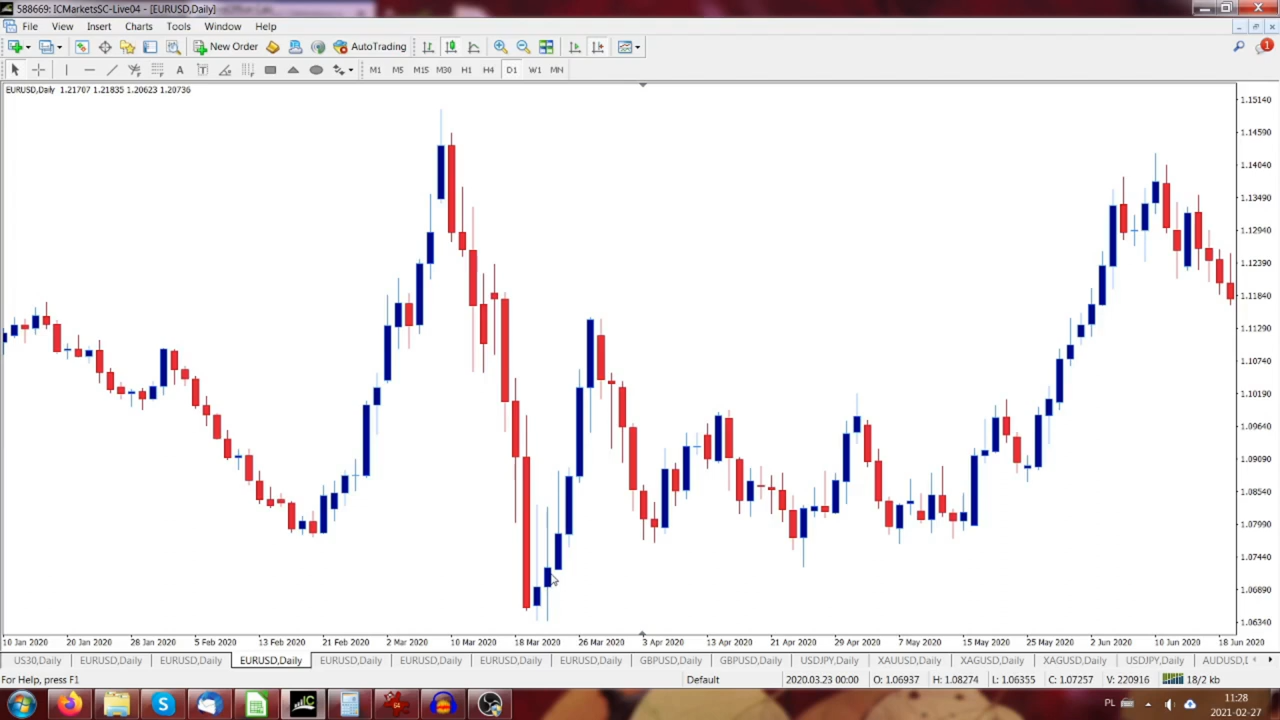 588669: ICMarketsSC-Live04 - [EURUSD,Daily]
File View Insert Charts Tools Window Help
New Order AutoTrading 1
A T M1 M5 M15 M30 H1 H4 D1 W1 MN
EURUSD,Daily 1.21707 1.21835 1.20623 1.20736
1.15140
1.14590
1.14040
1.13490
1.12940
1.12390
1.11840
1.11290
1.10740
1.10190
1.09640
1.09090
1.08540
1.07990
1.07440
1.06890
1.06340
10 Jan 2020 20 Jan 2020 28 Jan 2020 5 Feb 2020 13 Feb 2020 21 Feb 2020 2 Mar 2020 10 Mar 2020 18 Mar 2020 26 Mar 2020 3 Apr 2020 13 Apr 2020 21 Apr 2020 29 Apr 2020 7 May 2020 15 May 2020 25 May 2020 2 Jun 2020 10 Jun 2020 18 Jun 2020
US30,Daily EURUSD,Daily EURUSD,Daily EURUSD,Daily EURUSD,Daily EURUSD,Daily EURUSD,Daily EURUSD,Daily GBPUSD,Daily GBPUSD,Daily USDJPY,Daily XAUUSD,Daily XAGUSD,Daily XAGUSD,Daily USDJPY,Daily AUDUSD,
For Help, press F1 Default 2020.03.23 00:00 O: 1.06937 H: 1.08274 L: 1.06355 C: 1.07257 V: 220916 18/2 kb
PL 11:28
2021-02-27